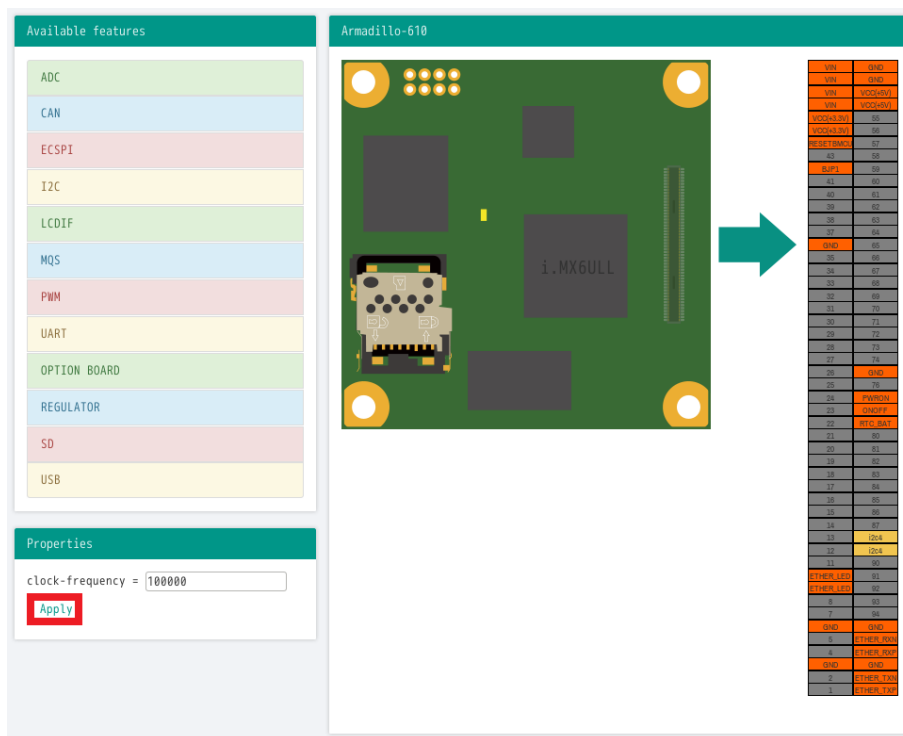 Available features
ADC
CAN
ECSPI
I2C
LCDIF
MQS
PWM
UART
OPTION BOARD
REGULATOR
SD
USB
Properties
clock-frequency = 100000
Apply
Armadillo-610
i.MX6ULL
VIN GND
VIN GND
VIN VCC(+5V)
VIN VCC(+5V)
VCC(+3.3V) 55
VCC(+3.3V) 56
RESETBMCU 57
43 58
BJP1 59
41 60
40 61
39 62
38 63
37 64
GND 65
35 66
34 67
33 68
32 69
31 70
30 71
29 72
28 73
27 74
26 GND
25 76
24 PWRON
23 ONOFF
22 RTC_BAT
21 80
20 81
19 82
18 83
17 84
16 85
15 86
14 87
13 i2c4
12 i2c4
11 90
ETHER_LED 91
ETHER_LED 92
8 93
7 94
GND GND
5 ETHER_RXN
4 ETHER_RXP
GND GND
2 ETHER_TXN
1 ETHER_TXP